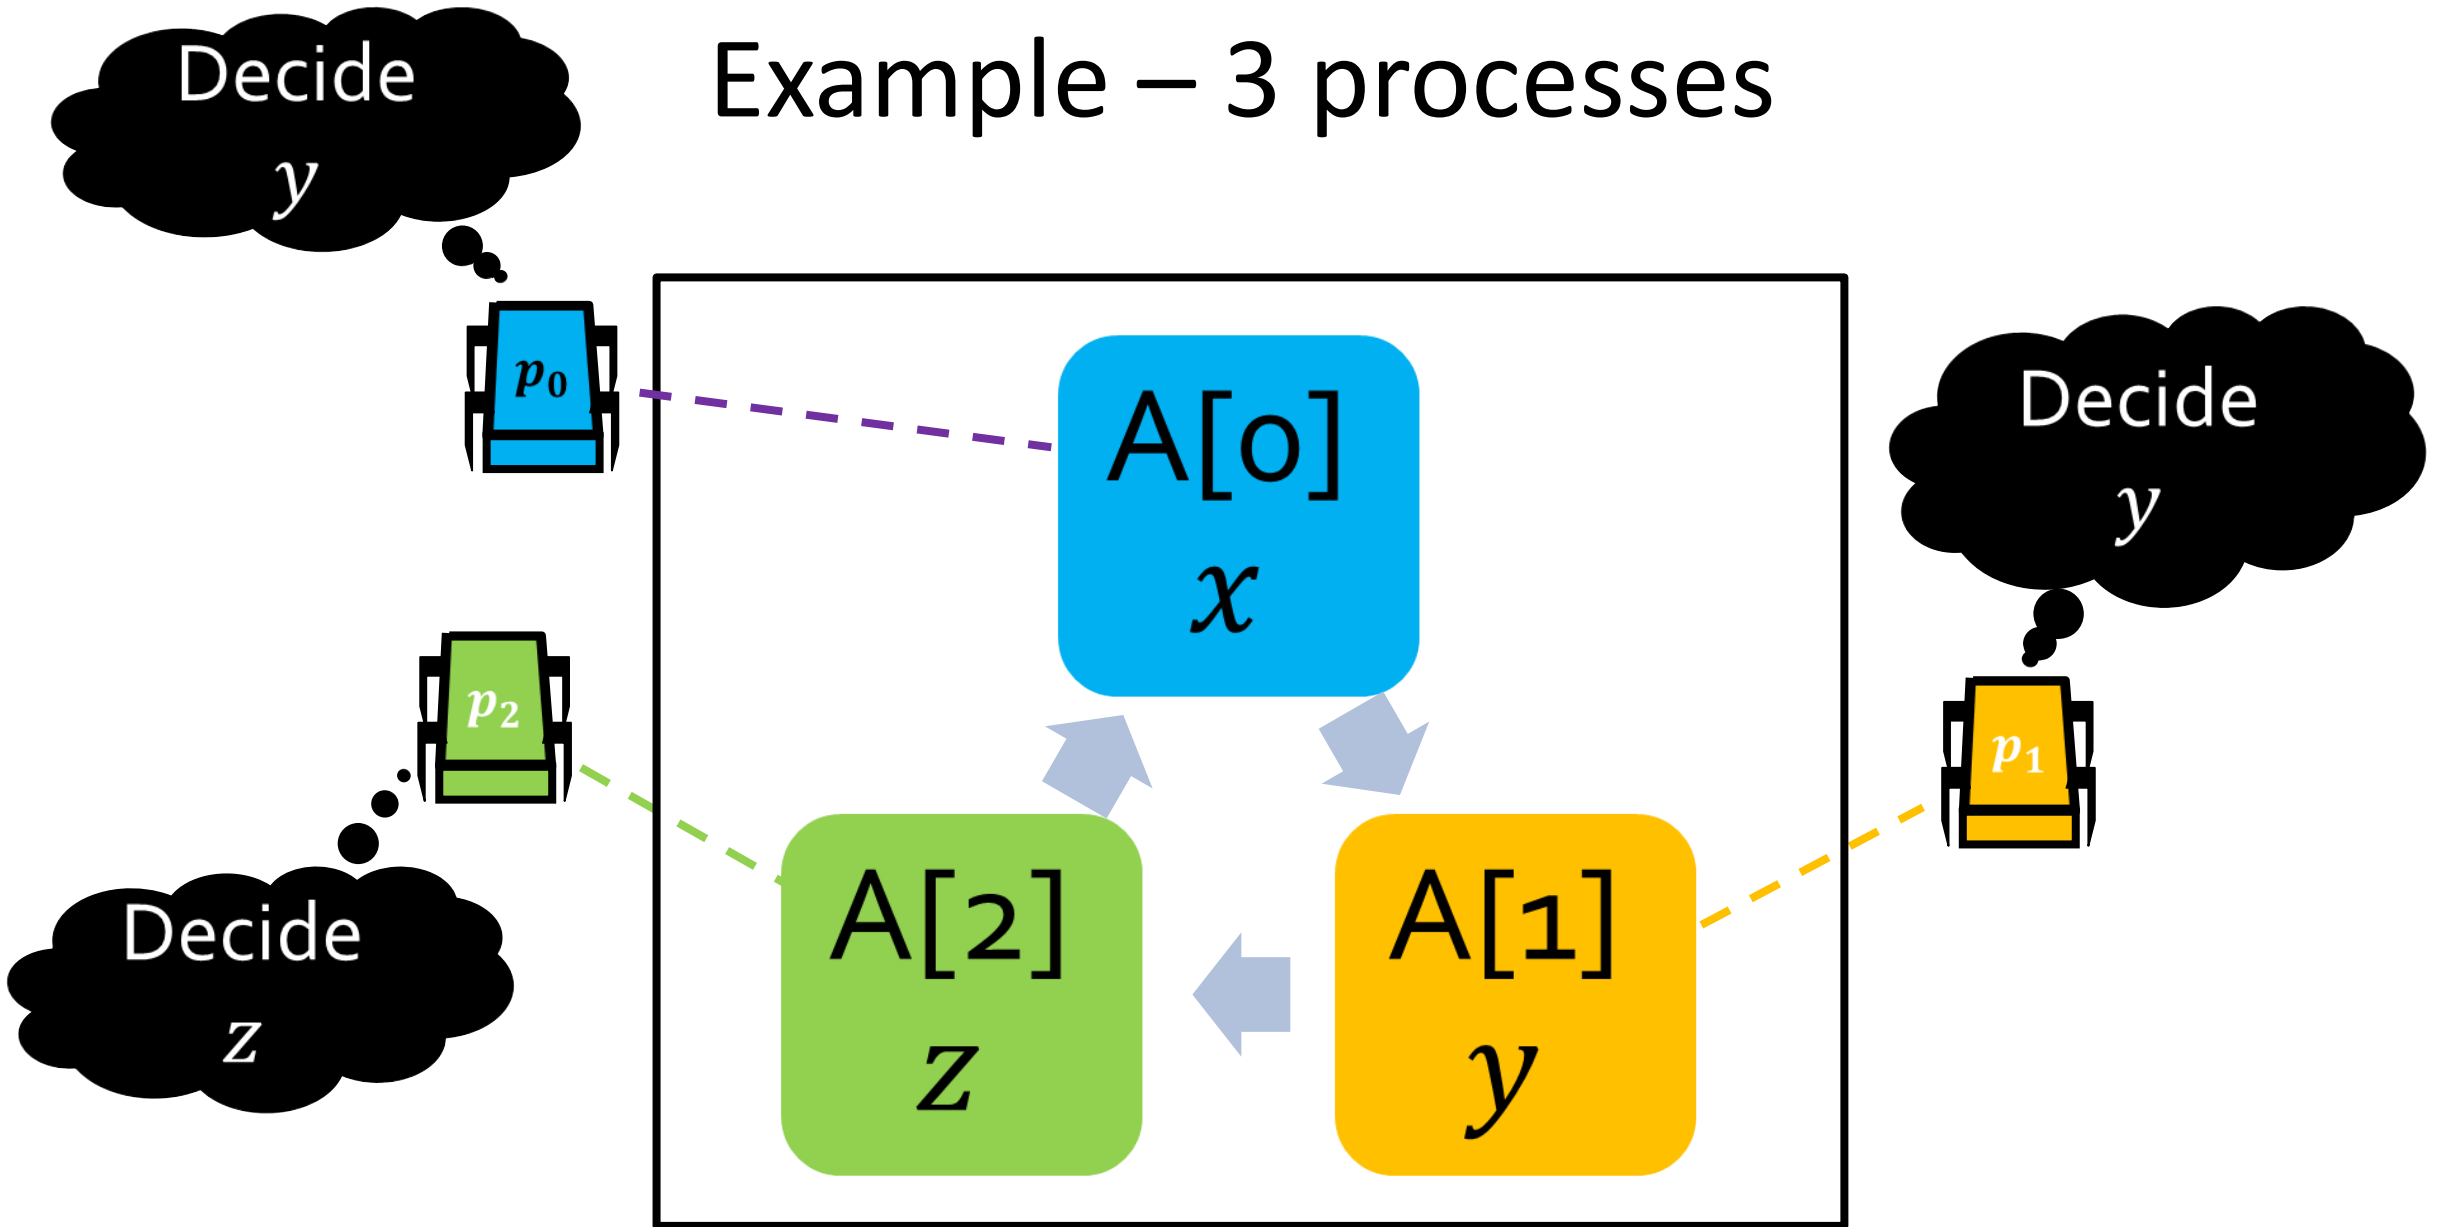 Example – 3 processes
Decide
y
p₀
A[0]
x
Decide
y
p₂
p₁
Decide
z
A[2]
z
A[1]
y